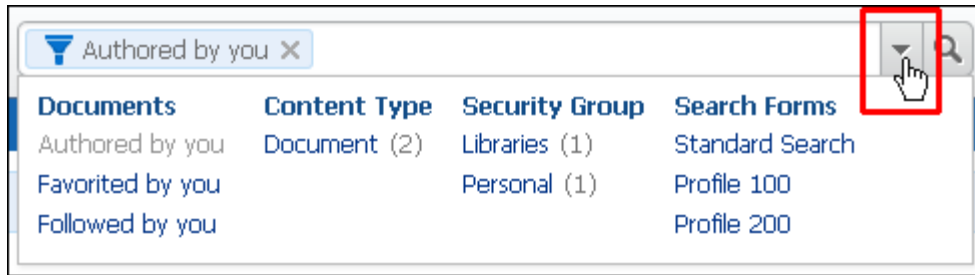 Authored by you
Documents Content Type Security Group Search Forms
Authored by you Document (2) Libraries (1) Standard Search
Favorited by you Personal (1) Profile 100
Followed by you Profile 200